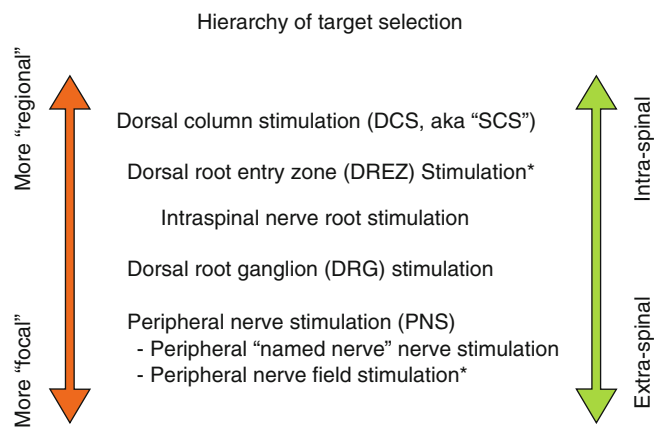 Hierarchy of target selection
More “regional”
More “focal”
Dorsal column stimulation (DCS, aka “SCS”)
Dorsal root entry zone (DREZ) Stimulation*
Intraspinal nerve root stimulation
Dorsal root ganglion (DRG) stimulation
Peripheral nerve stimulation (PNS)
- Peripheral “named nerve” nerve stimulation
- Peripheral nerve field stimulation*
Intra-spinal
Extra-spinal